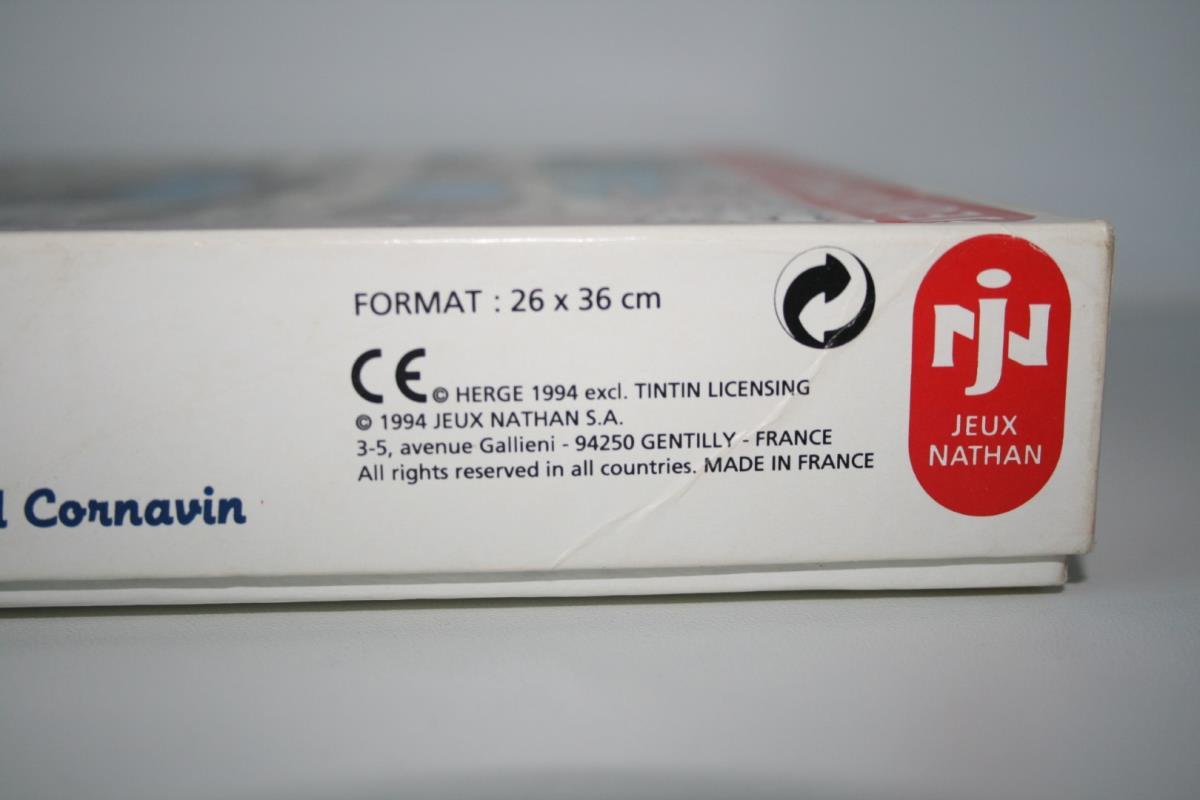 FORMAT : 26 x 36 cm
CE © HERGE 1994 excl. TINTIN LICENSING
© 1994 JEUX NATHAN S.A.
3-5, avenue Gallieni - 94250 GENTILLY - FRANCE
All rights reserved in all countries. MADE IN FRANCE
Cornavin
NjN
JEUX
NATHAN